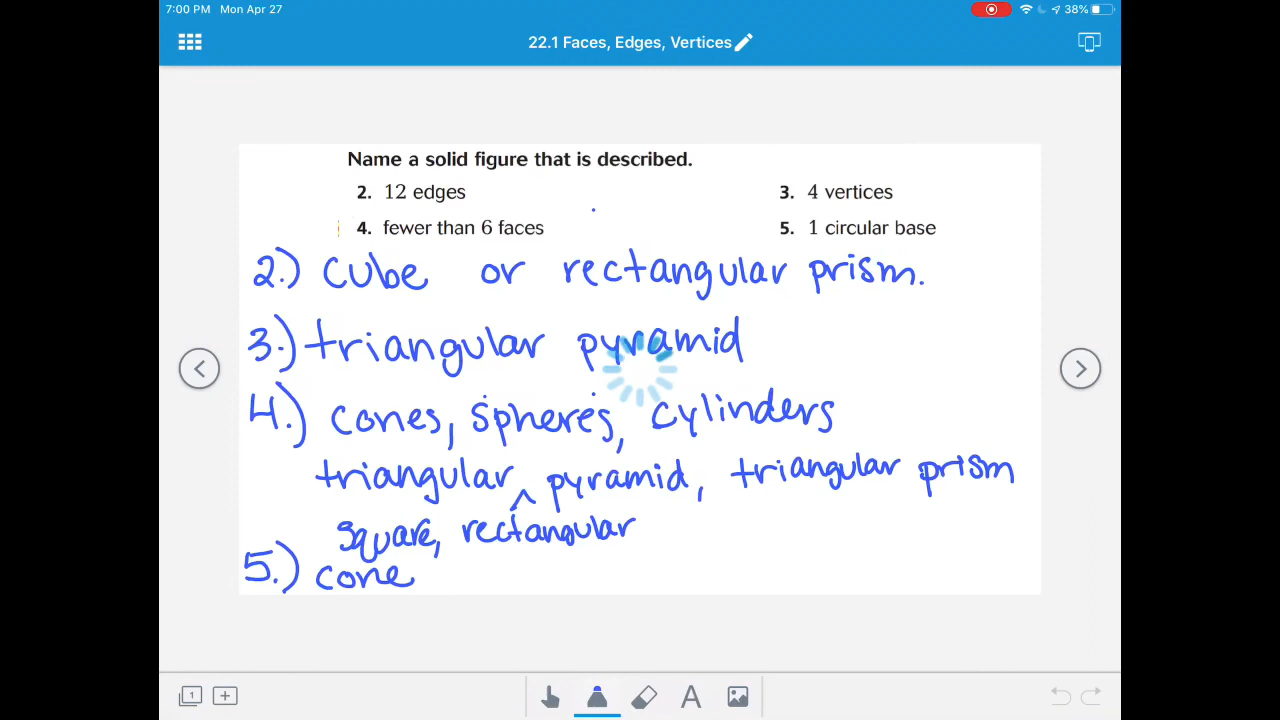 7:00 PM Mon Apr 27
38%
22.1 Faces, Edges, Vertices
Name a solid figure that is described.
2. 12 edges
3. 4 vertices
4. fewer than 6 faces
5. 1 circular base
2.) cube or rectangular prism.
3.) triangular pyramid
4.) cones, spheres, cylinders
triangular ^ pyramid, triangular prism
square, rectangular
5.) cone
1
A